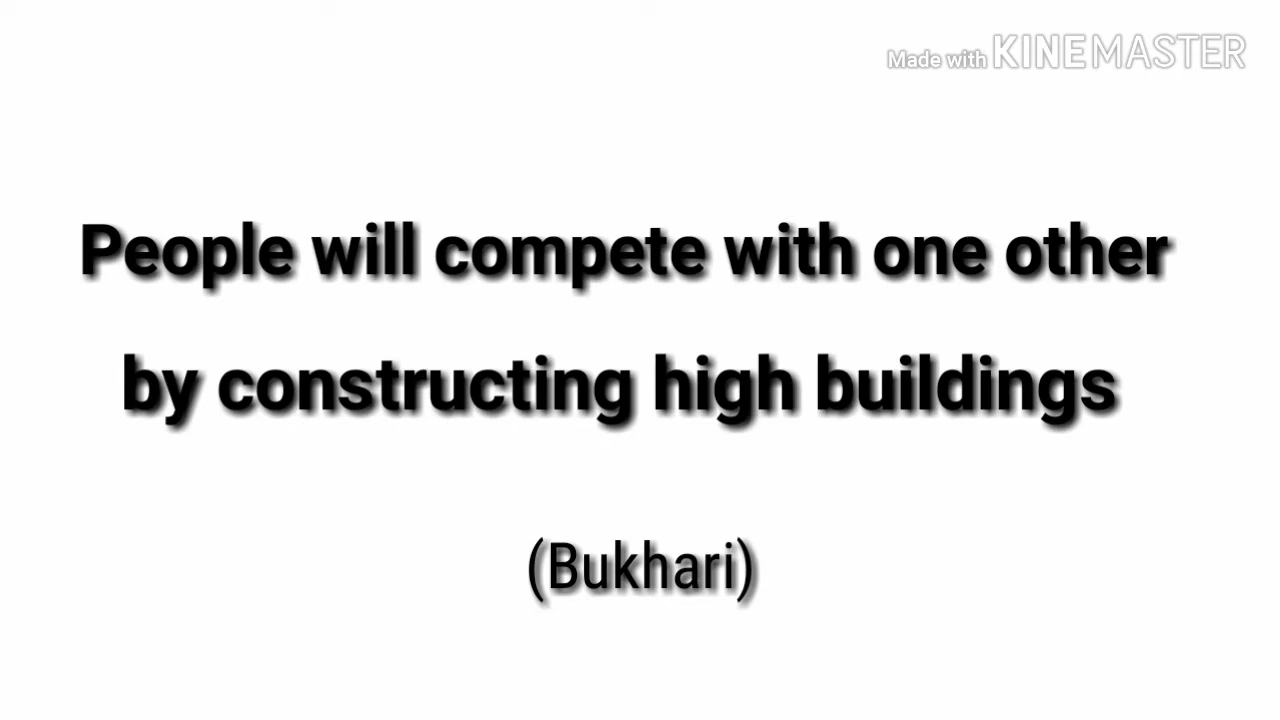 Made with KINEMASTER
People will compete with one other
by constructing high buildings
(Bukhari)